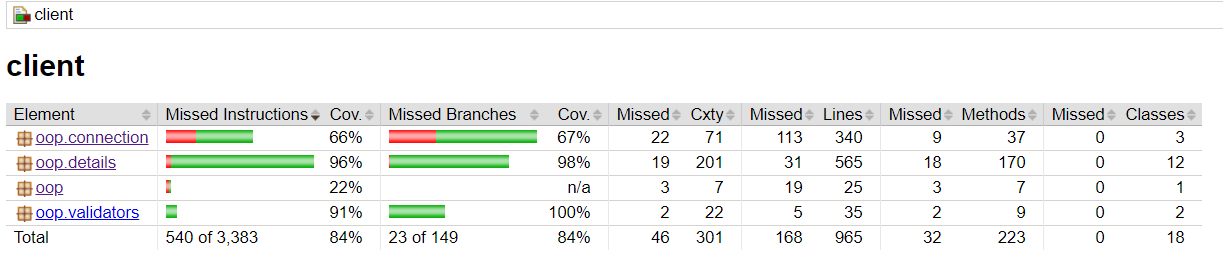 client
client
Element Missed Instructions Cov. Missed Branches Cov. Missed Cxty Missed Lines Missed Methods Missed Classes
oop.connection 66% 67% 22 71 113 340 9 37 0 3
oop.details 96% 98% 19 201 31 565 18 170 0 12
oop 22% n/a 3 7 19 25 3 7 0 1
oop.validators 91% 100% 2 22 5 35 2 9 0 2
Total 540 of 3,383 84% 23 of 149 84% 46 301 168 965 32 223 0 18